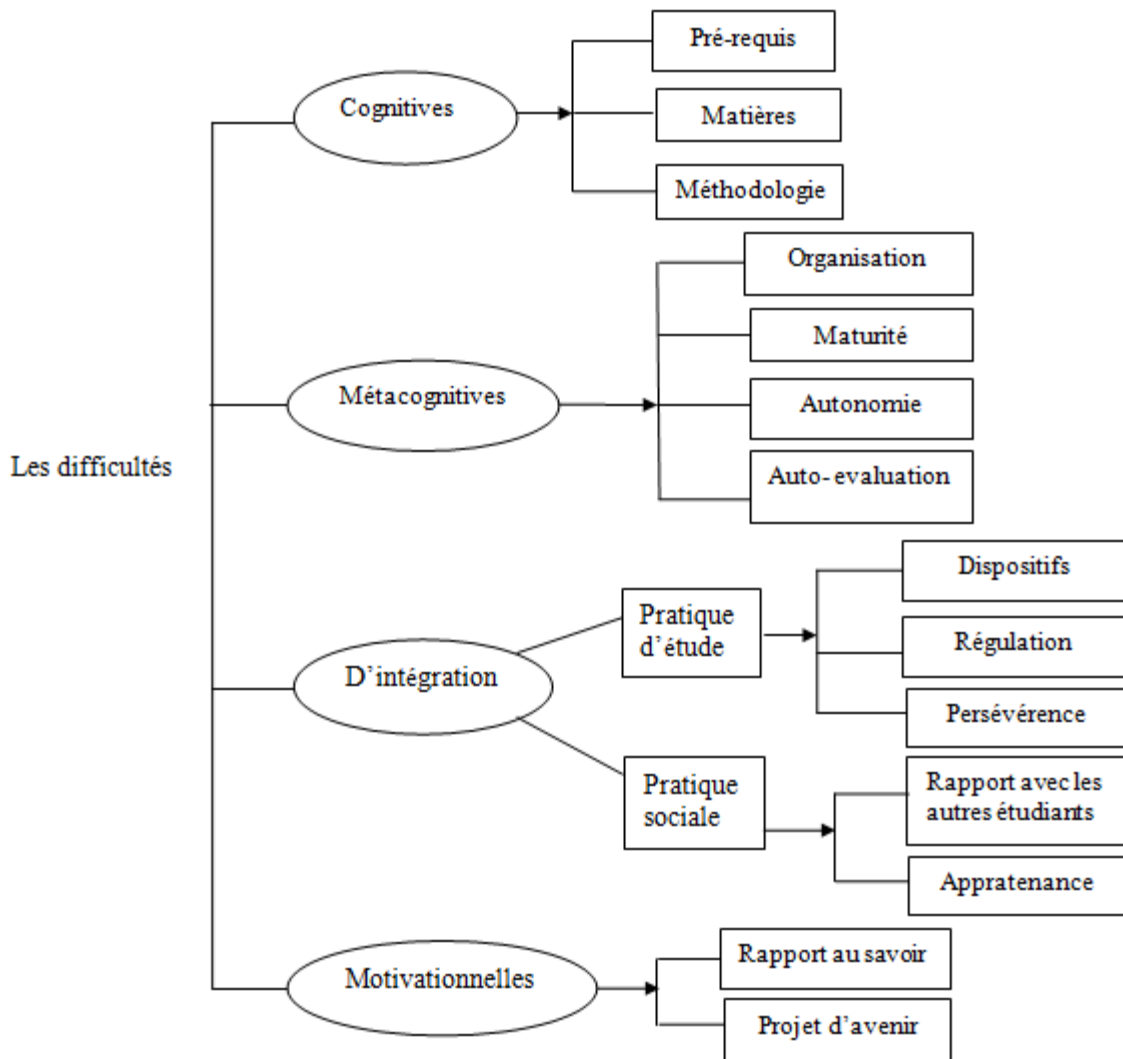 Pré-requis
Cognitives
Matières
Méthodologie
Organisation
Maturité
Métacognitives
Autonomie
Auto- evaluation
Les difficultés
Dispositifs
Pratique
d’étude
Régulation
D’intégration
Persévérence
Pratique
sociale
Rapport avec les
autres étudiants
Appratenance
Rapport au savoir
Motivationnelles
Projet d’avenir